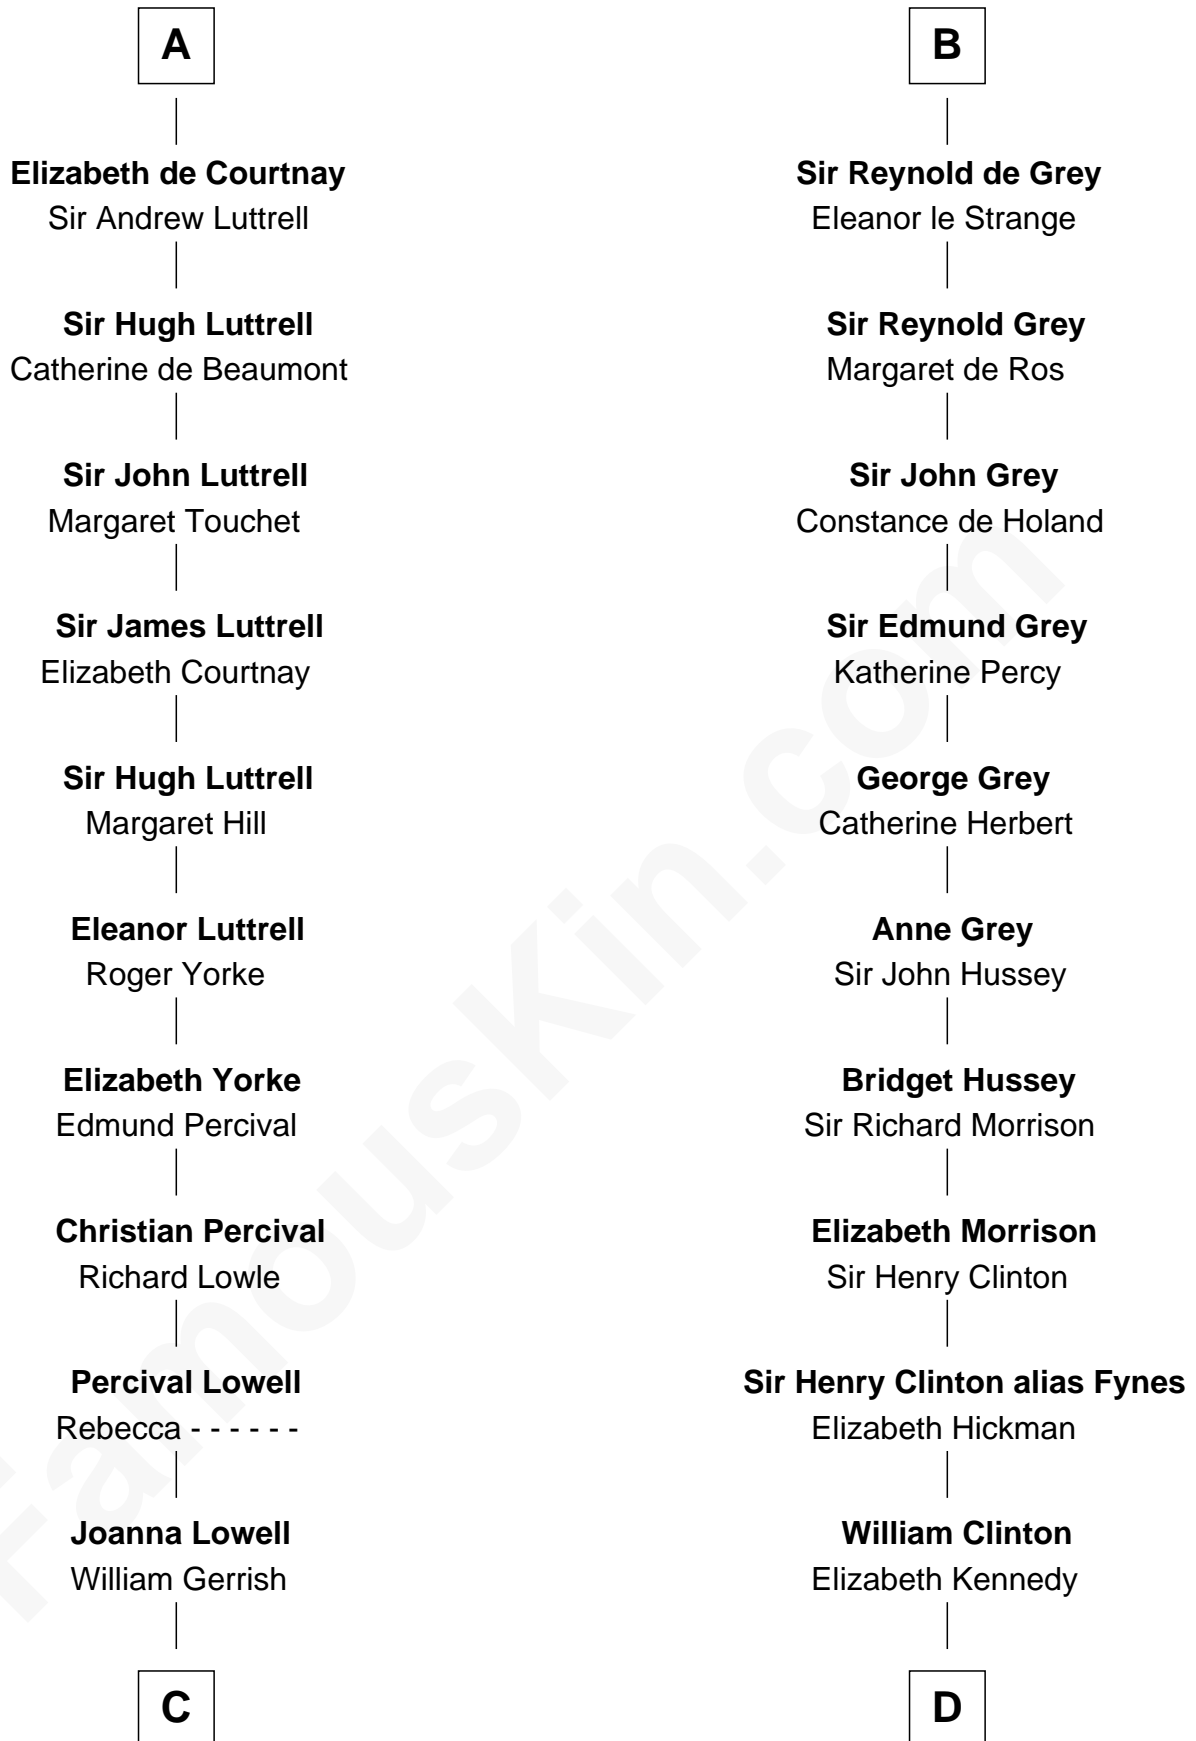 A
Elizabeth de Courtnay
Sir Andrew Luttrell
Sir Hugh Luttrell
Catherine de Beaumont
Sir John Luttrell
Margaret Touchet
Sir James Luttrell
Elizabeth Courtnay
Sir Hugh Luttrell
Margaret Hill
Eleanor Luttrell
Roger Yorke
Elizabeth Yorke
Edmund Percival
Christian Percival
Richard Lowle
Percival Lowell
Rebecca - - - - - -
Joanna Lowell
William Gerrish
C
B
Sir Reynold de Grey
Eleanor le Strange
Sir Reynold Grey
Margaret de Ros
Sir John Grey
Constance de Holand
Sir Edmund Grey
Katherine Percy
George Grey
Catherine Herbert
Anne Grey
Sir John Hussey
Bridget Hussey
Sir Richard Morrison
Elizabeth Morrison
Sir Henry Clinton
Sir Henry Clinton alias Fynes
Elizabeth Hickman
William Clinton
Elizabeth Kennedy
D
FamousKin.com